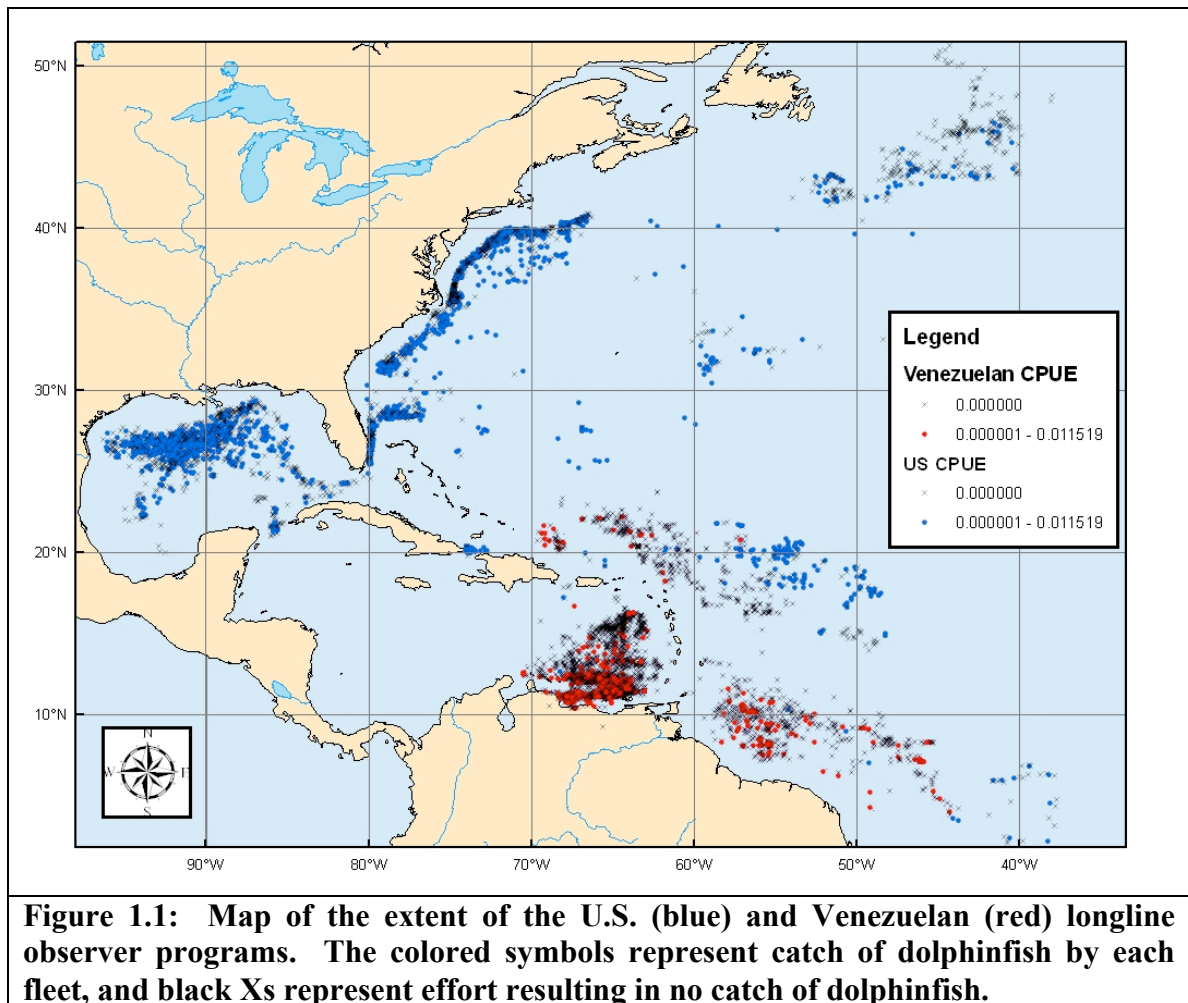 50°N
40°N
30°N
20°N
10°N
90°W
80°W
70°W
60°W
50°W
40°W
Legend
Venezuelan CPUE
0.000000
0.000001 - 0.011519
US CPUE
0.000000
0.000001 - 0.011519
N
W E
S
Figure 1.1: Map of the extent of the U.S. (blue) and Venezuelan (red) longline
observer programs. The colored symbols represent catch of dolphinfish by each
fleet, and black Xs represent effort resulting in no catch of dolphinfish.